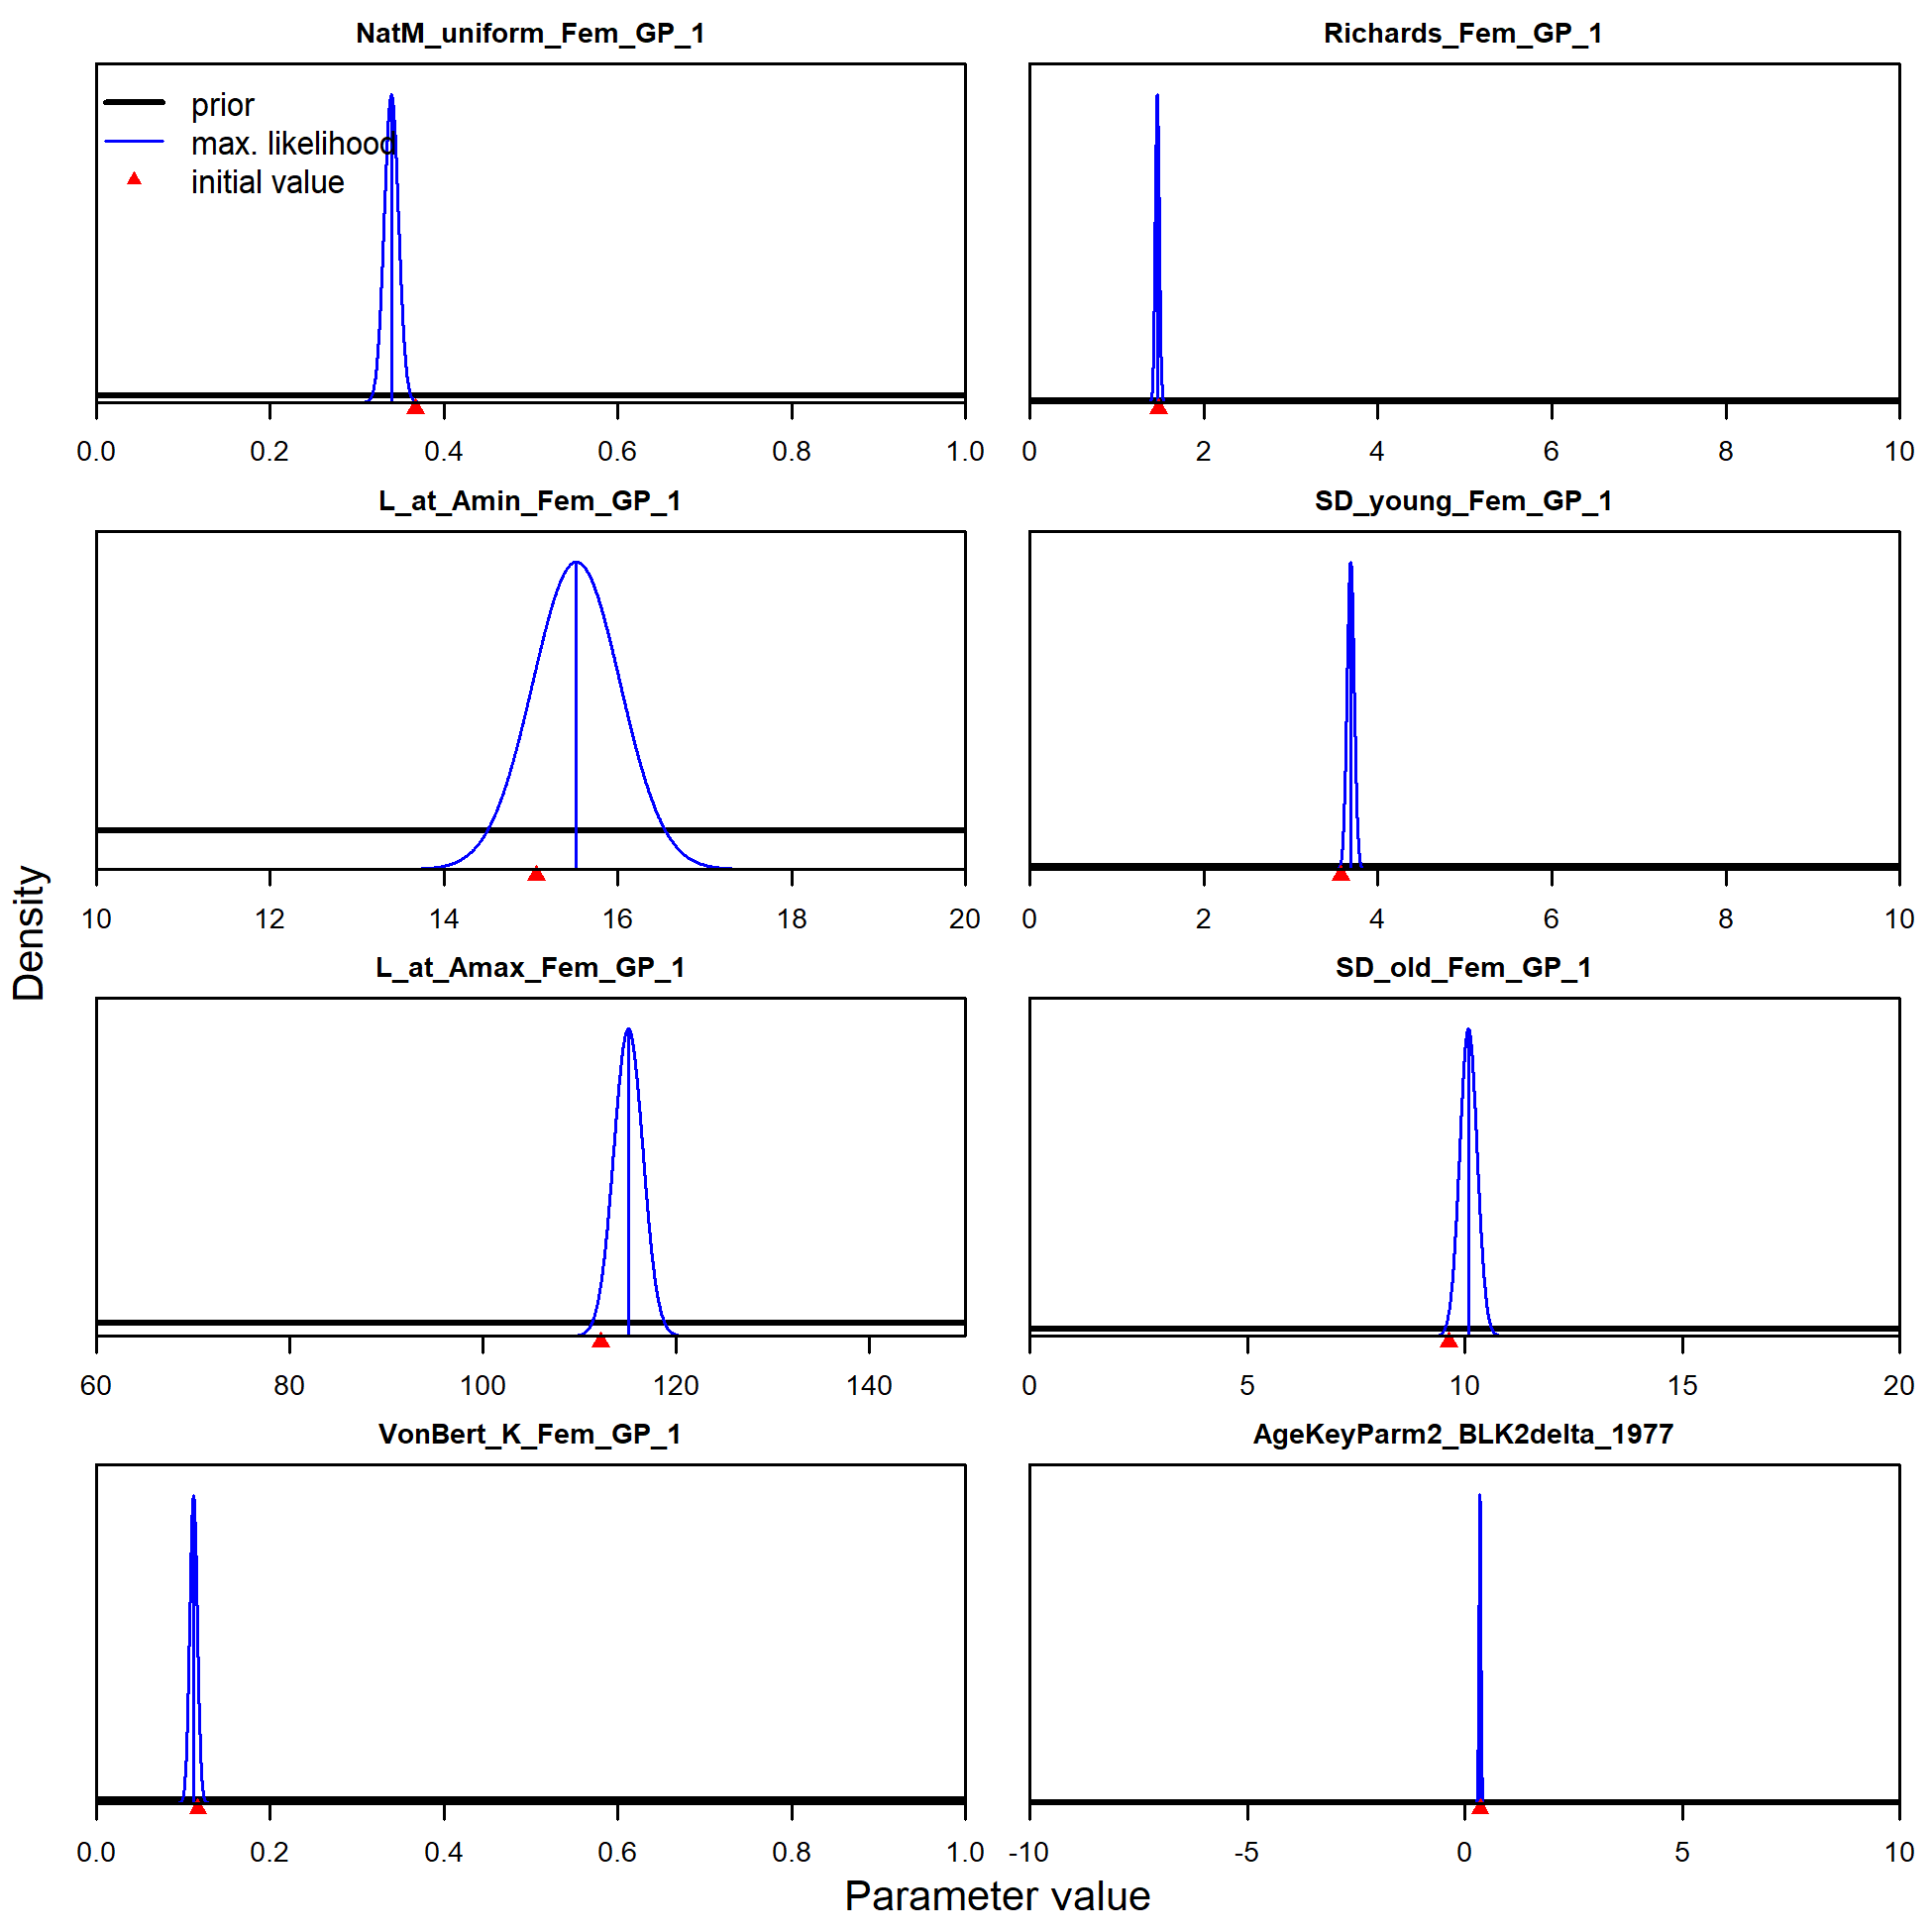 NatM_uniform_Fem_GP_1
prior
max. likelihood
initial value
0.0 0.2 0.4 0.6 0.8 1.0
Richards_Fem_GP_1
0 2 4 6 8 10
L_at_Amin_Fem_GP_1
10 12 14 16 18 20
SD_young_Fem_GP_1
0 2 4 6 8 10
L_at_Amax_Fem_GP_1
60 80 100 120 140
SD_old_Fem_GP_1
0 5 10 15 20
VonBert_K_Fem_GP_1
0.0 0.2 0.4 0.6 0.8 1.0
AgeKeyParm2_BLK2delta_1977
-10 -5 0 5 10
Density
Parameter value